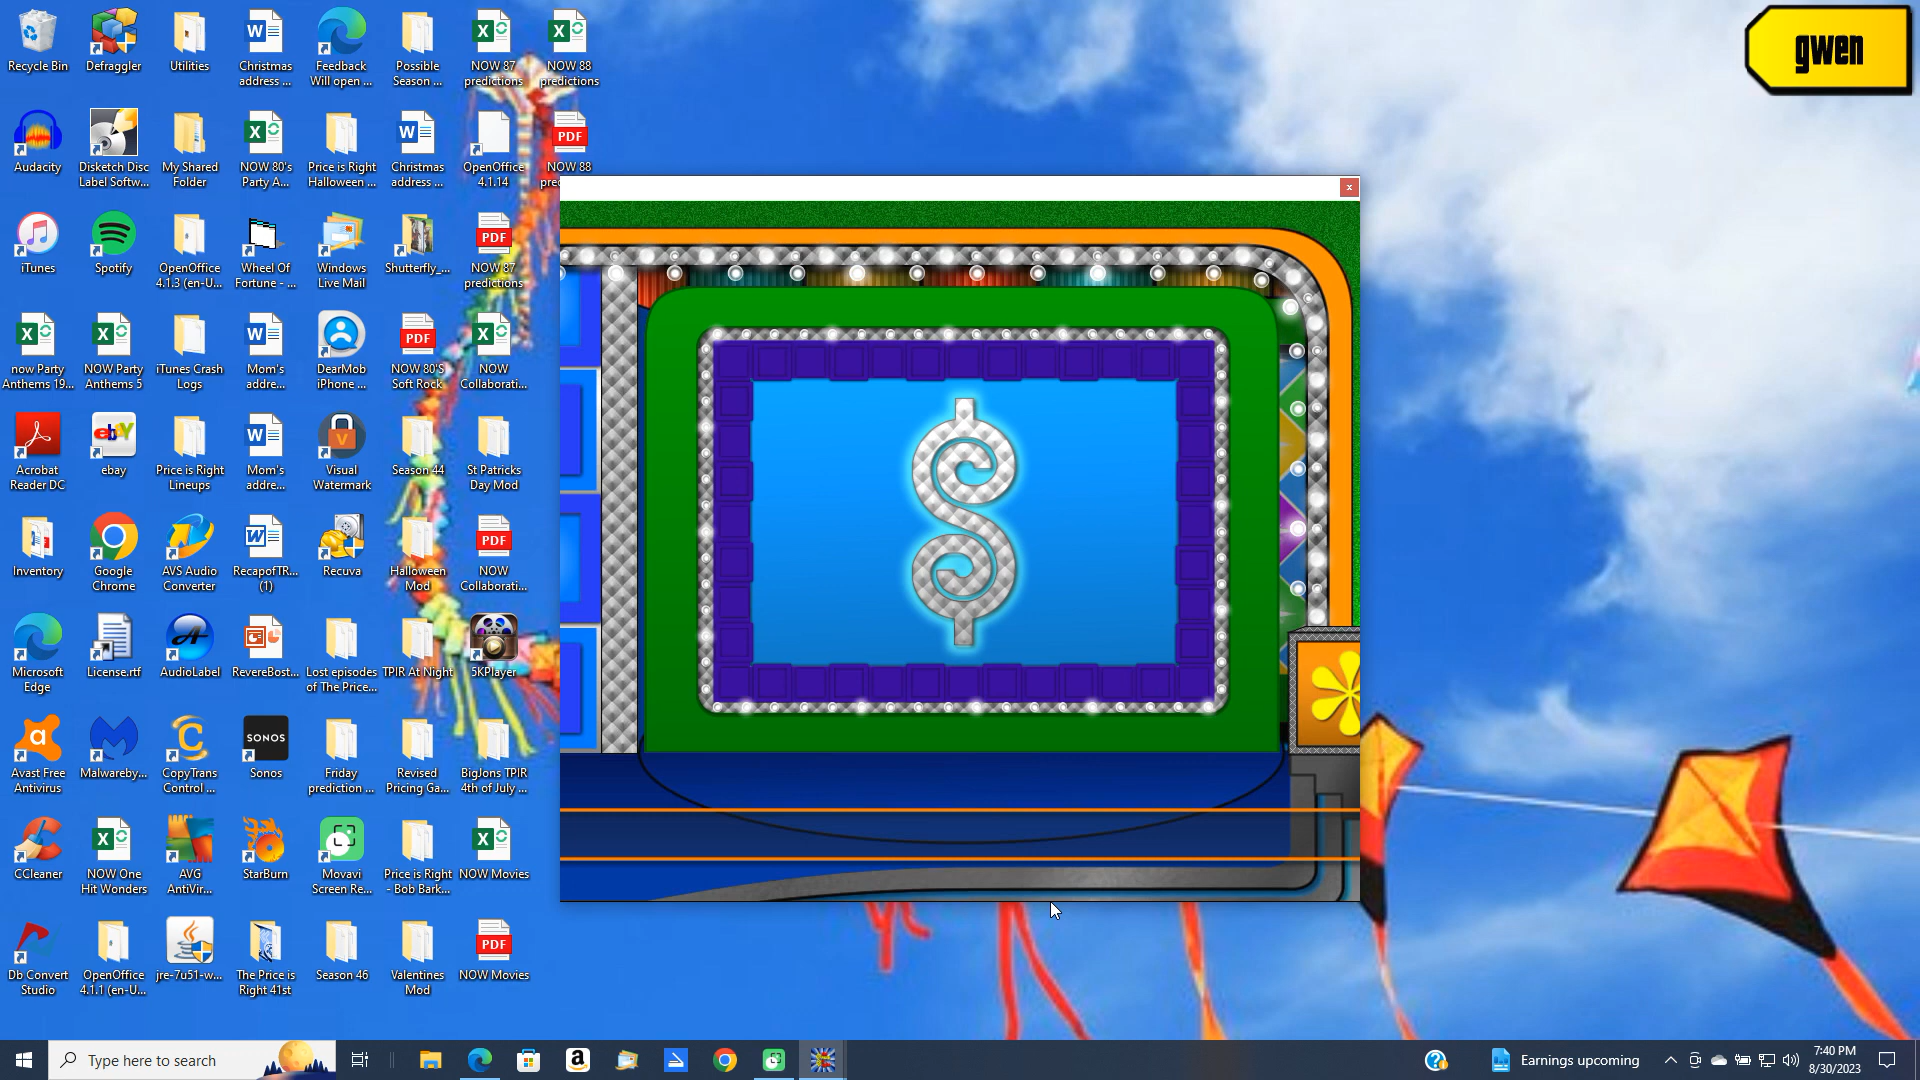 gwen
Recycle Bin
Defraggler
Utilities
Christmas
address ...
Feedback
Will open ...
Possible
Season ...
NOW 87
predictions
NOW 88
predictions
Audacity
Disketch Disc
Label Softw...
My Shared
Folder
NOW 80's
Party A...
Price is Right
Halloween ...
Christmas
address ...
OpenOffice
4.1.14
PDF
NOW 88
iTunes
Spotify
OpenOffice
4.1.3 (en-U...
Wheel Of
Fortune - ...
Windows
Live Mail
Shutterfly_...
PDF
NOW 87
predictions
now Party
Anthems 19...
NOW Party
Anthems 5
iTunes Crash
Logs
Mom's
addre...
DearMob
iPhone ...
PDF
NOW 80'S
Soft Rock
NOW
Collaborati...
Acrobat
Reader DC
ebay
ebay
Price is Right
Lineups
Mom's
addre...
Visual
Watermark
Season 44
St Patricks
Day Mod
Inventory
Google
Chrome
AVS Audio
Converter
RecapofTR...
(1)
Recuva
Halloween
Mod
PDF
NOW
Collaborati...
Microsoft
Edge
License.rtf
AudioLabel
RevereBost...
Lost episodes
of The Price...
TPIR At Night
5KPlayer
Avast Free
Antivirus
Malwareby...
CopyTrans
Control ...
SONOS
Sonos
Friday
prediction ...
Revised
Pricing Ga...
BigJons TPIR
4th of July ...
CCleaner
NOW One
Hit Wonders
AVG
AntiVir...
StarBurn
Movavi
Screen Re...
Price is Right
- Bob Bark...
NOW Movies
Db Convert
Studio
OpenOffice
4.1.1 (en-U...
jre-7u51-w...
The Price is
Right 41st
Season 46
Valentines
Mod
PDF
NOW Movies
Type here to search
Earnings upcoming
7:40 PM
8/30/2023